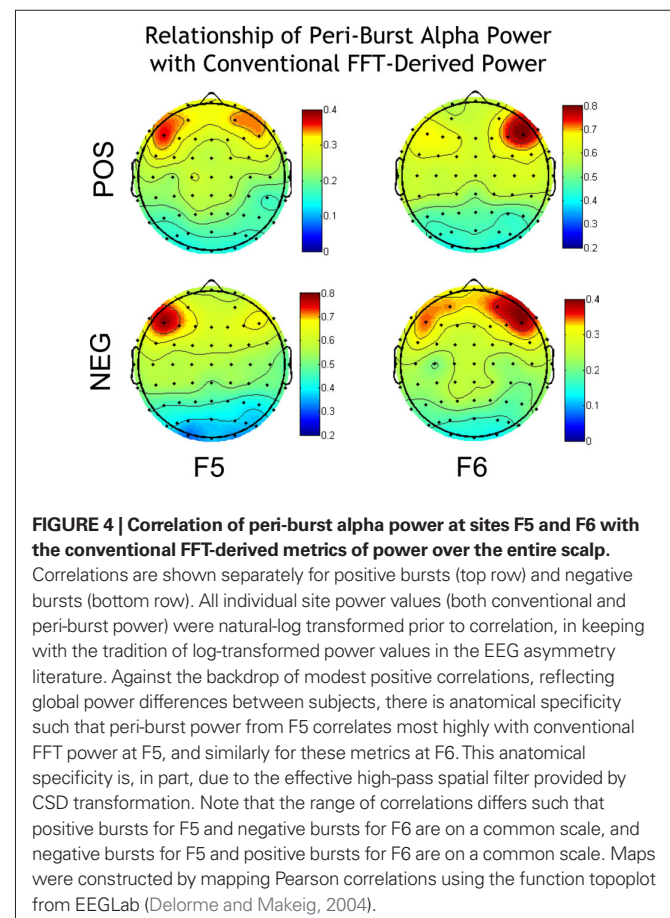 Relationship of Peri-Burst Alpha Power
with Conventional FFT-Derived Power
POS
0.4
0.3
0.2
0.1
0
0.8
0.7
0.6
0.5
0.4
0.3
0.2
NEG
0.8
0.7
0.6
0.5
0.4
0.3
0.2
0.4
0.3
0.2
0.1
0
F5
F6
FIGURE 4 | Correlation of peri-burst alpha power at sites F5 and F6 with
the conventional FFT-derived metrics of power over the entire scalp.
Correlations are shown separately for positive bursts (top row) and negative
bursts (bottom row). All individual site power values (both conventional and
peri-burst power) were natural-log transformed prior to correlation, in keeping
with the tradition of log-transformed power values in the EEG asymmetry
literature. Against the backdrop of modest positive correlations, reflecting
global power differences between subjects, there is anatomical specificity
such that peri-burst power from F5 correlates most highly with conventional
FFT power at F5, and similarly for these metrics at F6. This anatomical
specificity is, in part, due to the effective high-pass spatial filter provided by
CSD transformation. Note that the range of correlations differs such that
positive bursts for F5 and negative bursts for F6 are on a common scale, and
negative bursts for F5 and positive bursts for F6 are on a common scale. Maps
were constructed by mapping Pearson correlations using the function topoplot
from EEGLab (Delorme and Makeig, 2004).